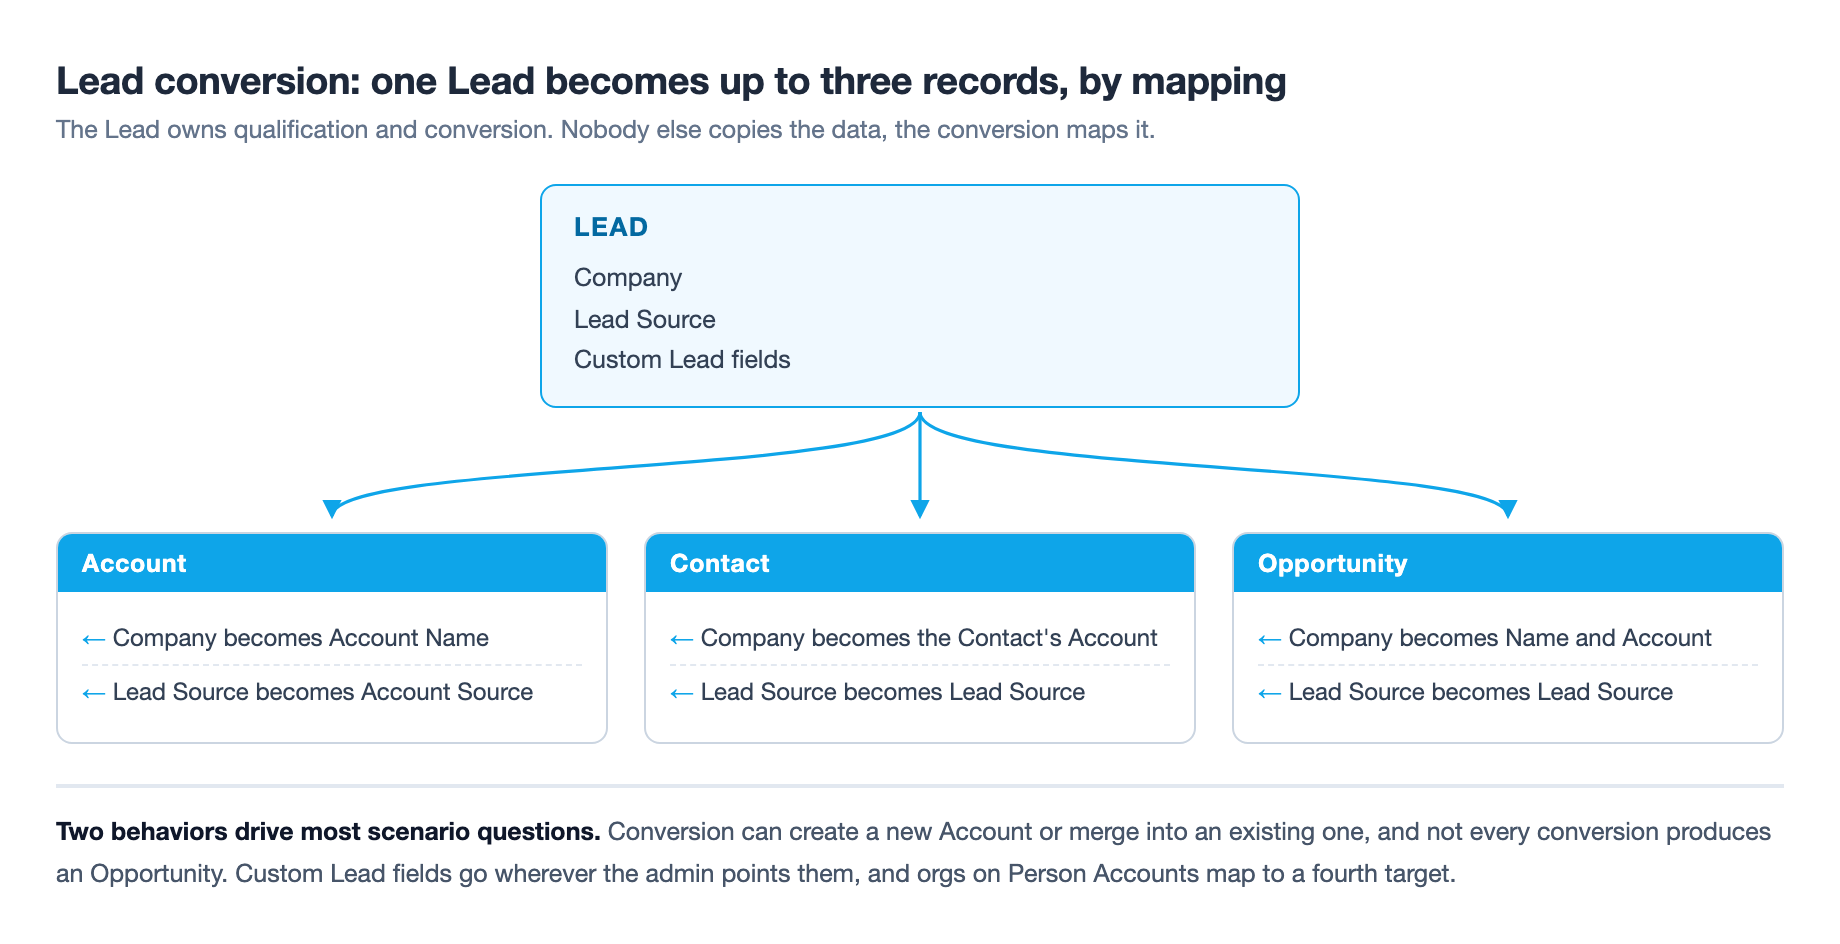 Lead conversion: one Lead becomes up to three records, by mapping
The Lead owns qualification and conversion. Nobody else copies the data, the conversion maps it.
LEAD
Company
Lead Source
Custom Lead fields
Account
← Company becomes Account Name
← Lead Source becomes Account Source
Contact
← Company becomes the Contact's Account
← Lead Source becomes Lead Source
Opportunity
← Company becomes Name and Account
← Lead Source becomes Lead Source
Two behaviors drive most scenario questions. Conversion can create a new Account or merge into an existing one, and not every conversion produces
an Opportunity. Custom Lead fields go wherever the admin points them, and orgs on Person Accounts map to a fourth target.